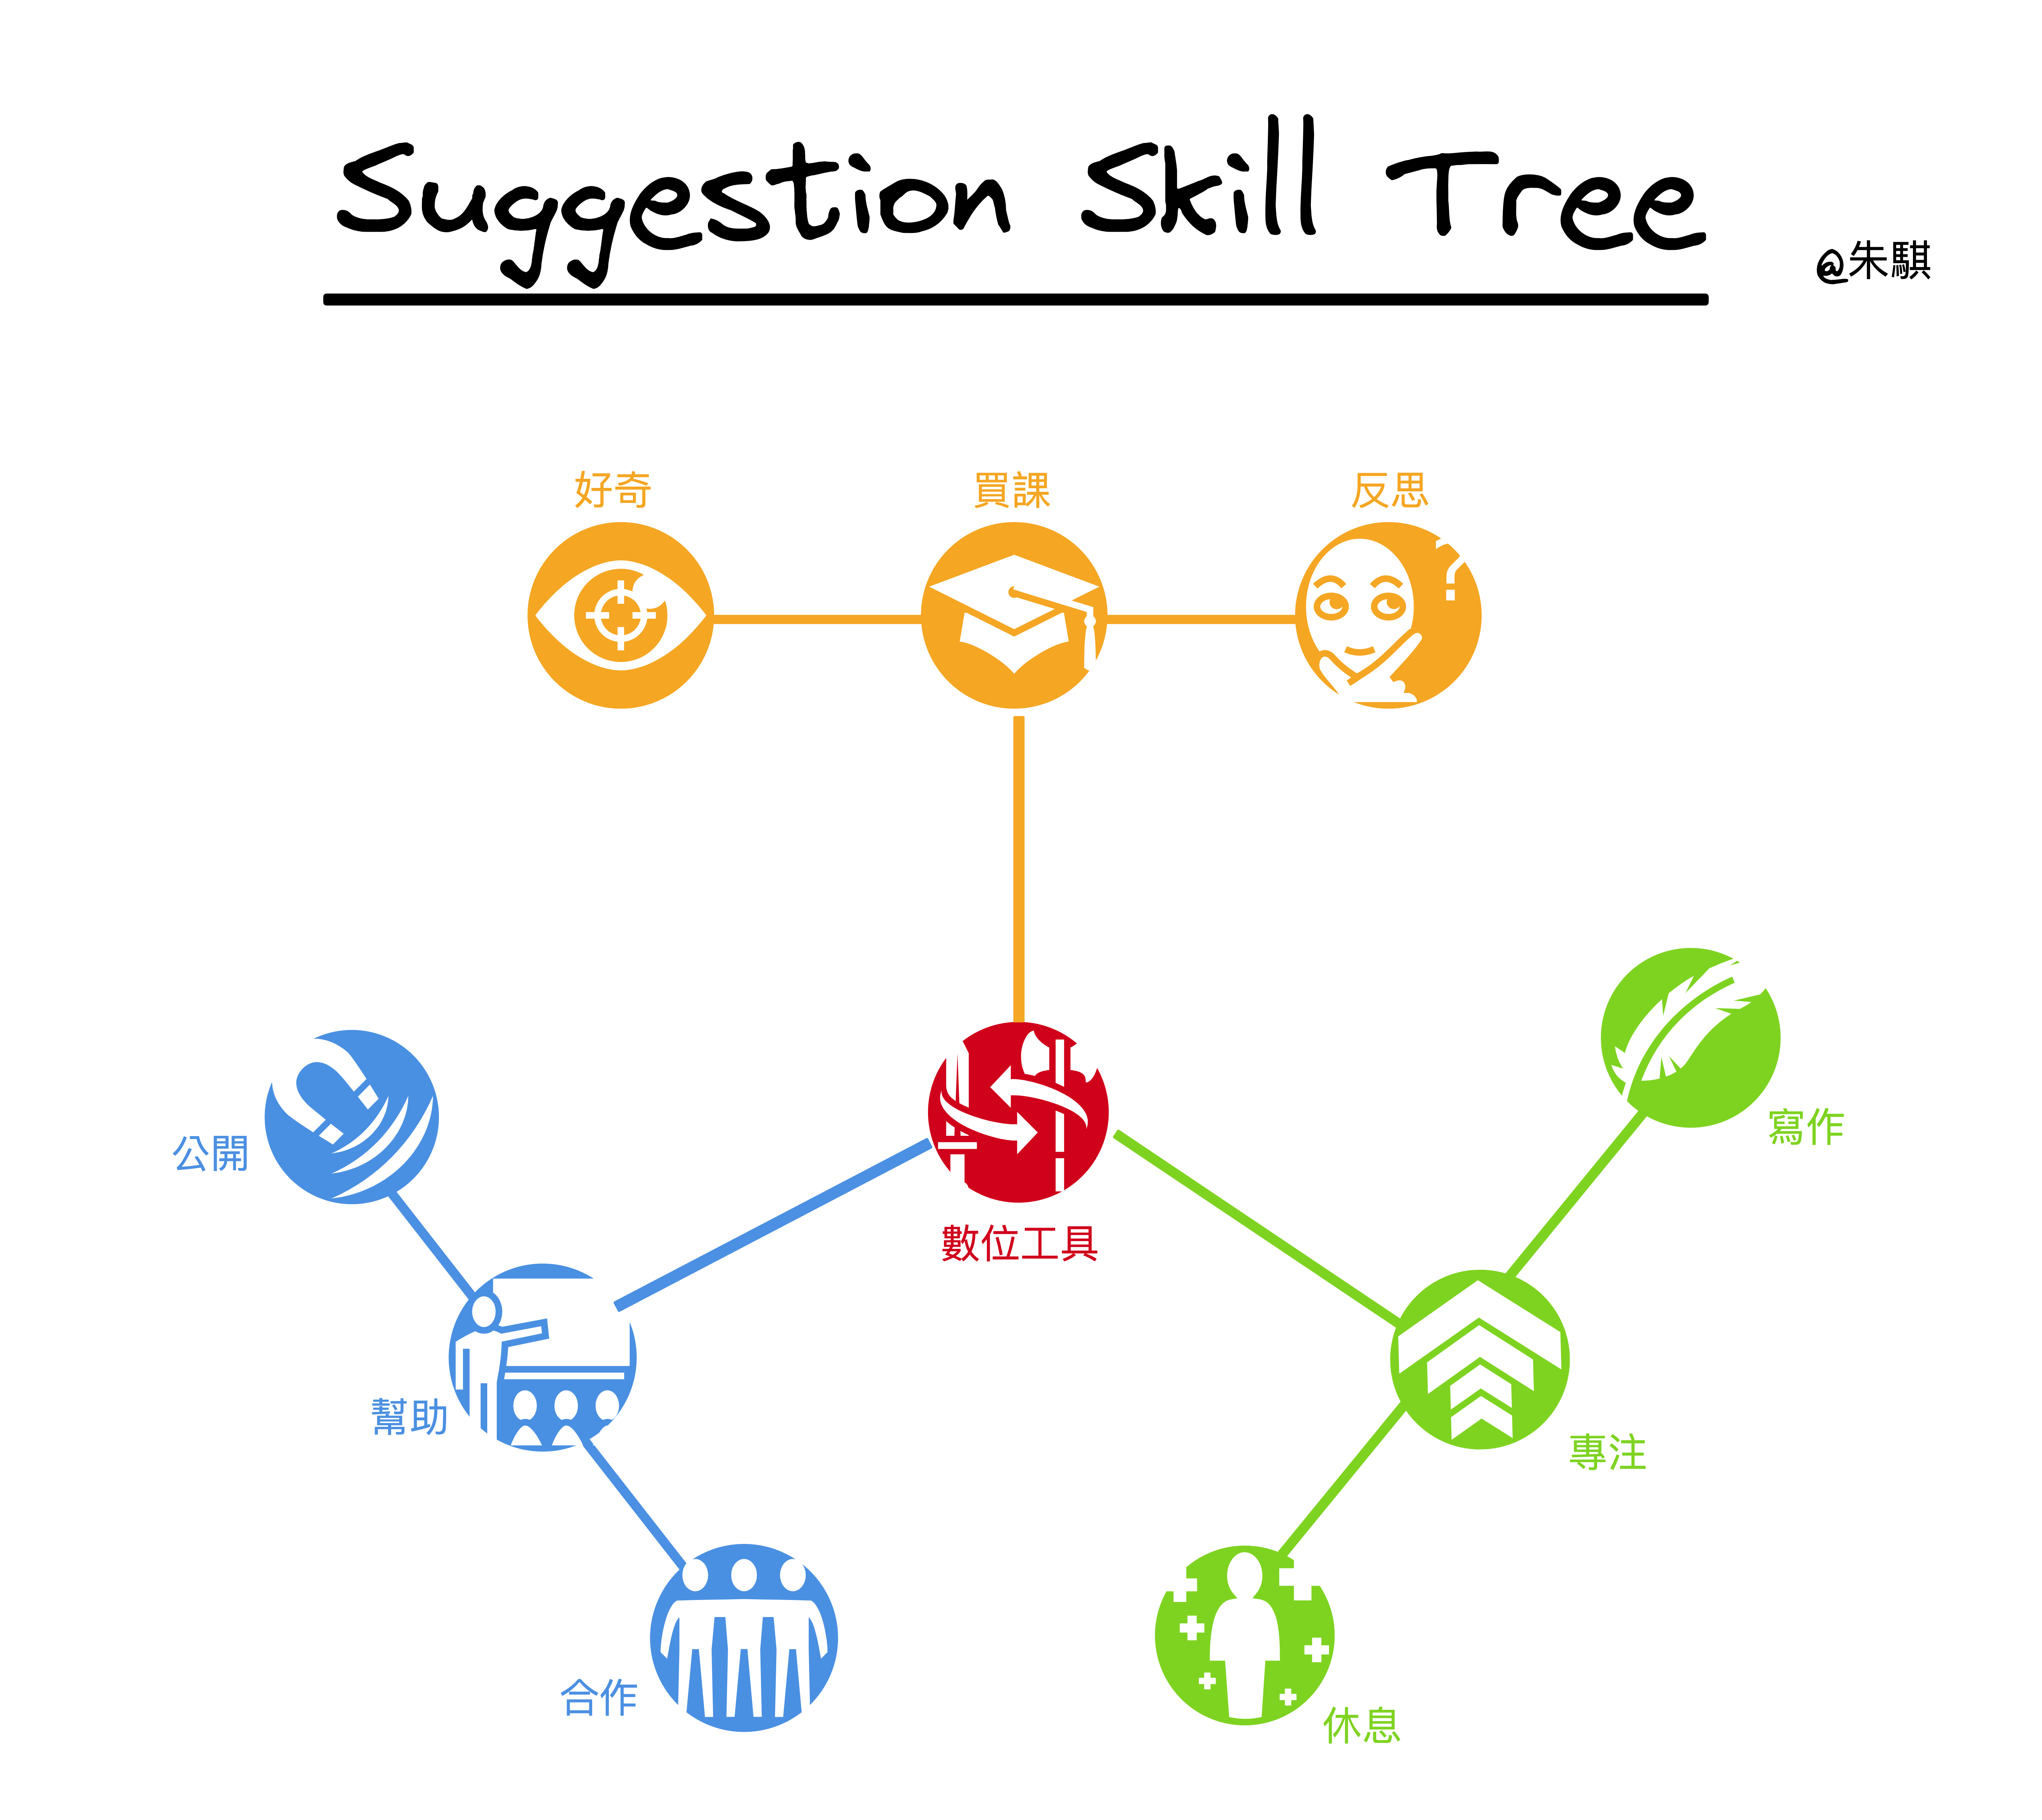 Suggestion Skill Tree
@朱騏
好奇
買課
反思
寫作
公開
數位工具
幫助
專注
合作
休息